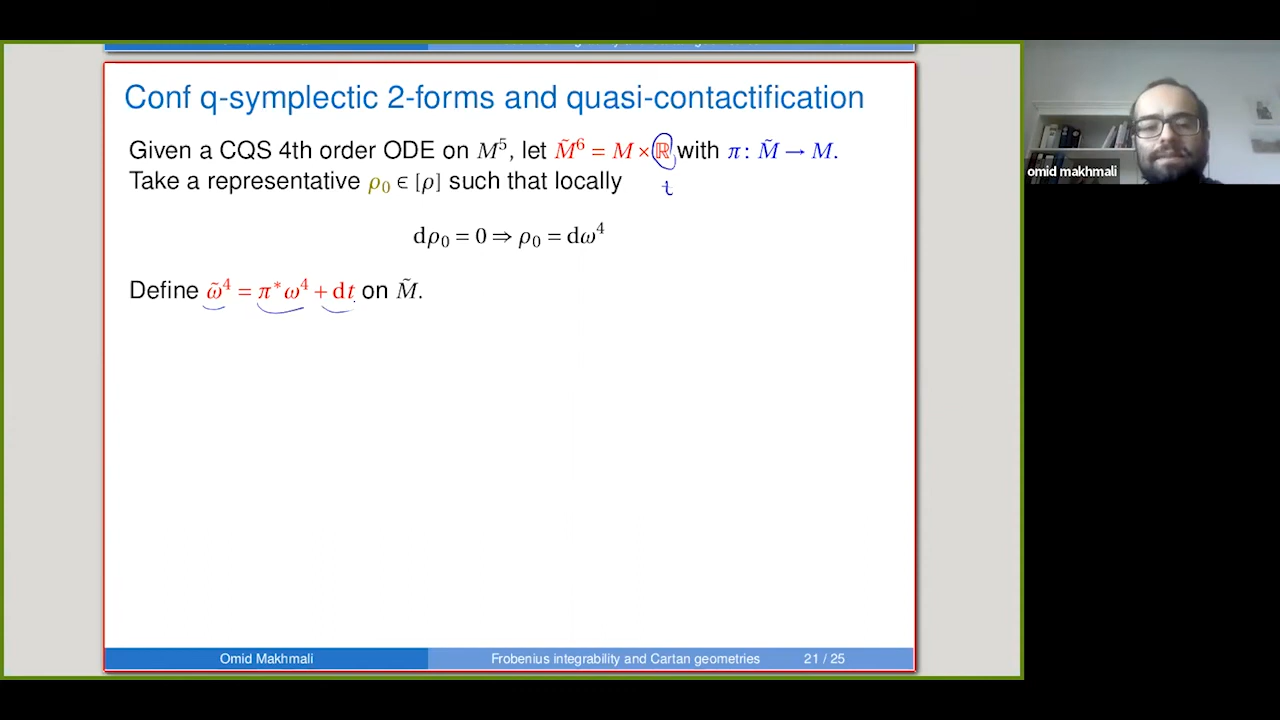 Conf q-symplectic 2-forms and quasi-contactification
Given a CQS 4th order ODE on M⁵, let M̃⁶ = M × ℝ with π: M̃ → M.
Take a representative ρ₀ ∈ [ρ] such that locally
t
dρ₀ = 0 ⇒ ρ₀ = dω⁴
Define ω̃⁴ = π*ω⁴ + dt on M̃.
omid makhmali
Omid Makhmali Frobenius integrability and Cartan geometries 21 / 25